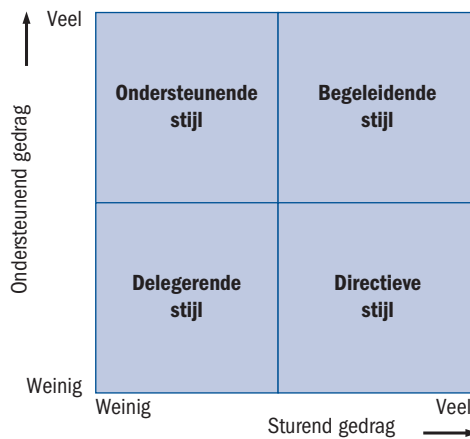 Veel
Ondersteunend gedrag
Ondersteunende
stijl
Begeleidende
stijl
Delegerende
stijl
Directieve
stijl
Weinig
Weinig
Veel
Sturend gedrag